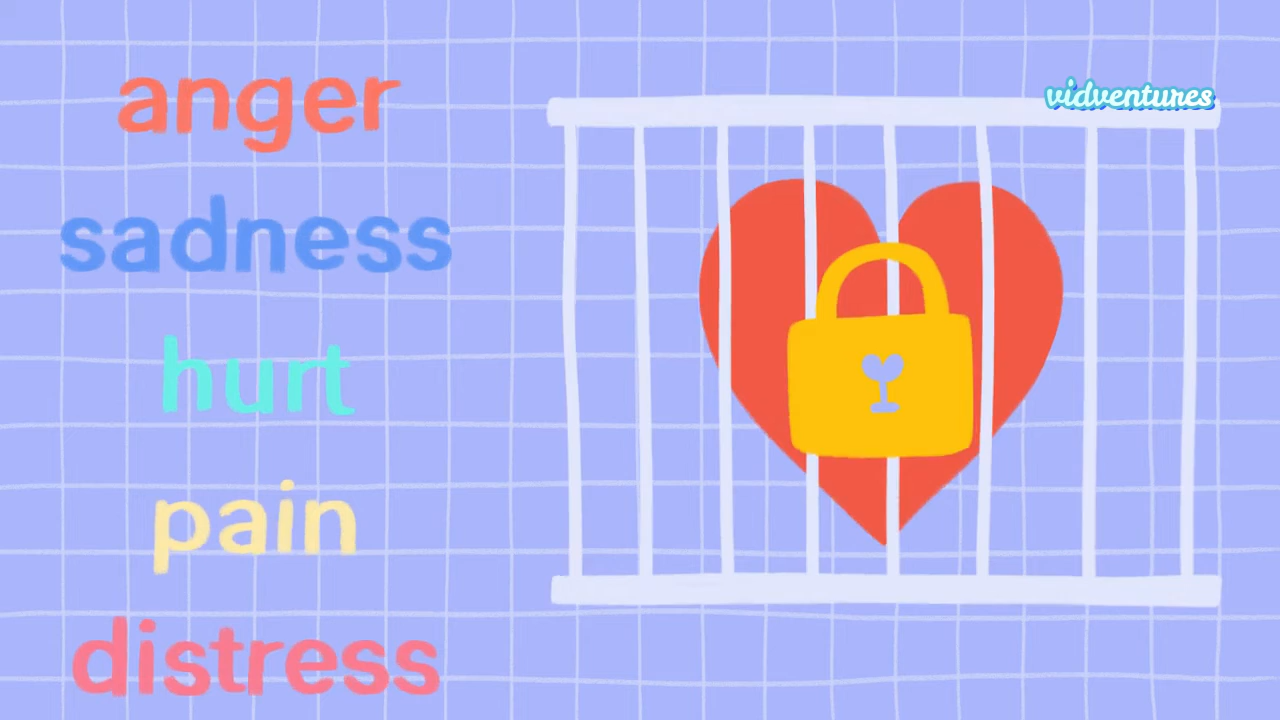 anger
vidventures
sadness
hurt
pain
distress